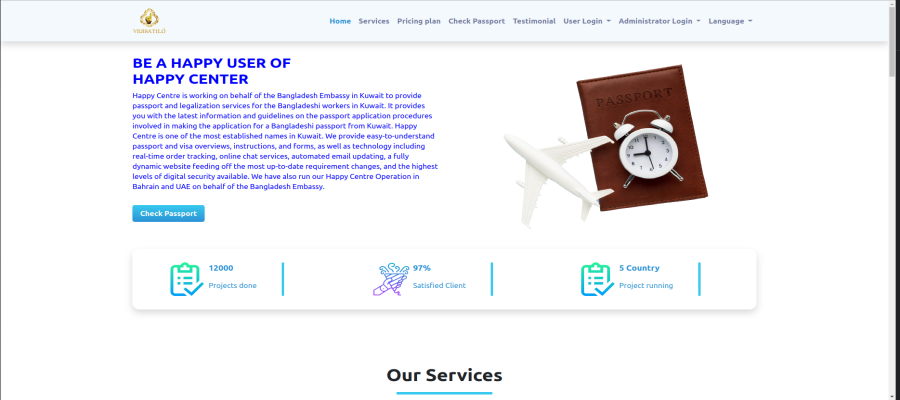 VERBATILO
Home Services Pricing plan Check Passport Testimonial User Login Administrator Login Language
BE A HAPPY USER OF
HAPPY CENTER
Happy Centre is working on behalf of the Bangladesh Embassy in Kuwait to provide
passport and legalization services for the Bangladeshi workers in Kuwait. It provides
you with the latest information and guidelines on the passport application procedures
involved in making the application for a Bangladeshi passport from Kuwait. Happy
Centre is one of the most established names in Kuwait. We provide easy-to-understand
passport and visa overviews, instructions, and forms, as well as technology including
real-time order tracking, online chat services, automated email updating, a fully
dynamic website feeding off the most up-to-date requirement changes, and the highest
levels of digital security available. We have also run our Happy Centre Operation in
Bahrain and UAE on behalf of the Bangladesh Embassy.
Check Passport
PASSPORT
12000
Projects done
97%
Satisfied Client
5 Country
Project running
Our Services